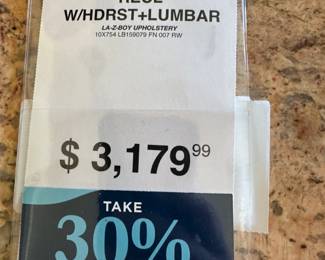 W/HDRST+LUMBAR
LA-Z-BOY UPHOLSTERY
10X754 LB159079 FN 007 RW
$ 3,179 99
TAKE
30%